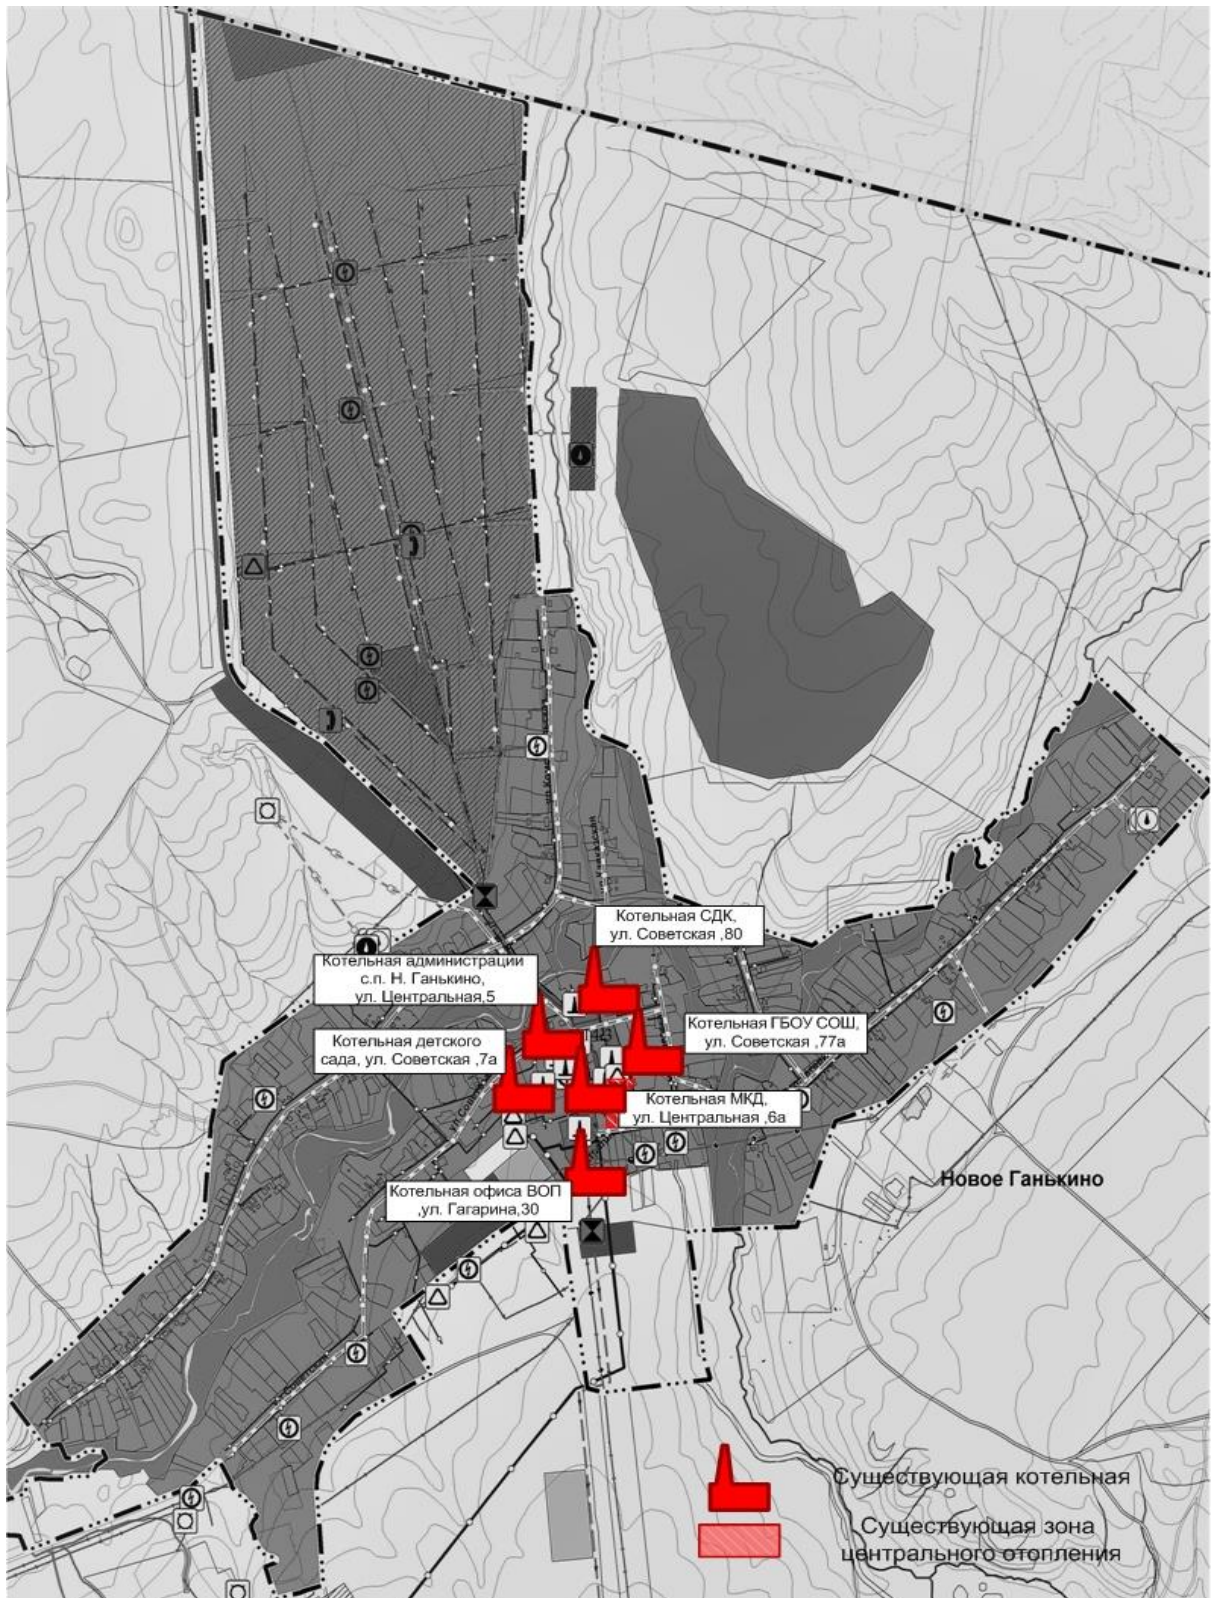 Котельная СДК,
ул. Советская ,80
Котельная администрации
с.п. Н. Ганькино,
ул. Центральная,5
Котельная ГБОУ СОШ,
ул. Советская ,77а
Котельная детского
сада, ул. Советская ,7а
Котельная МКД,
ул. Центральная ,6а
Новое Ганькино
Котельная офиса ВОП
,ул. Гагарина,30
Существующая котельная
Существующая зона
центрального отопления